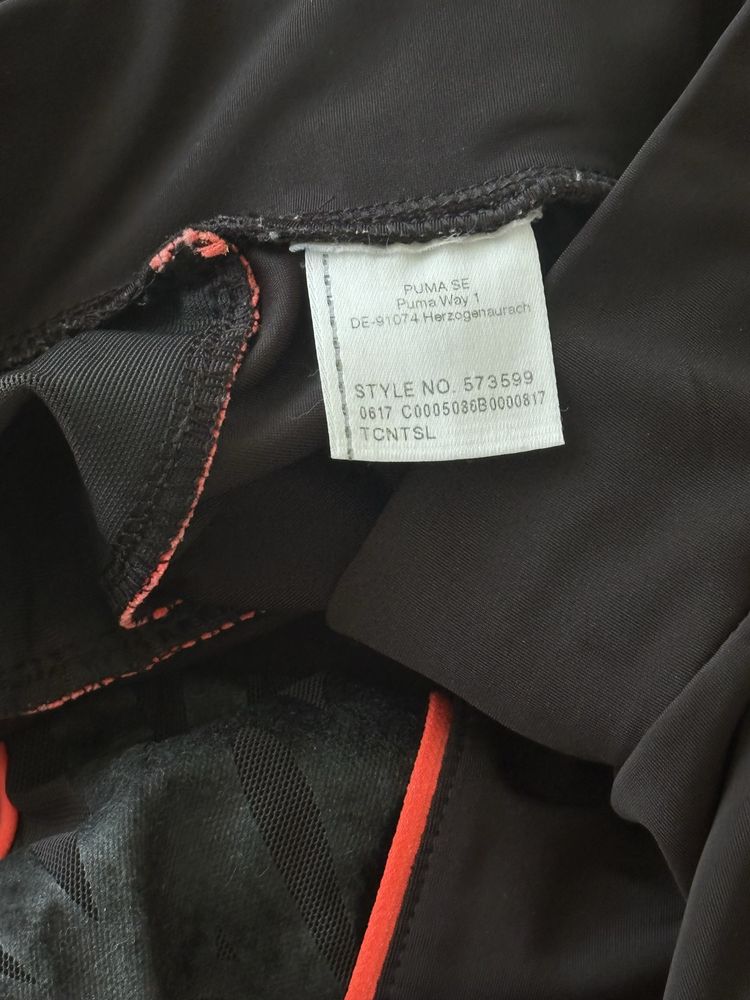 PUMA SE
Puma Way 1
DE-91074 Herzogenaurach
STYLE NO. 573599
0617 C0005086B0000817
TCNTSL